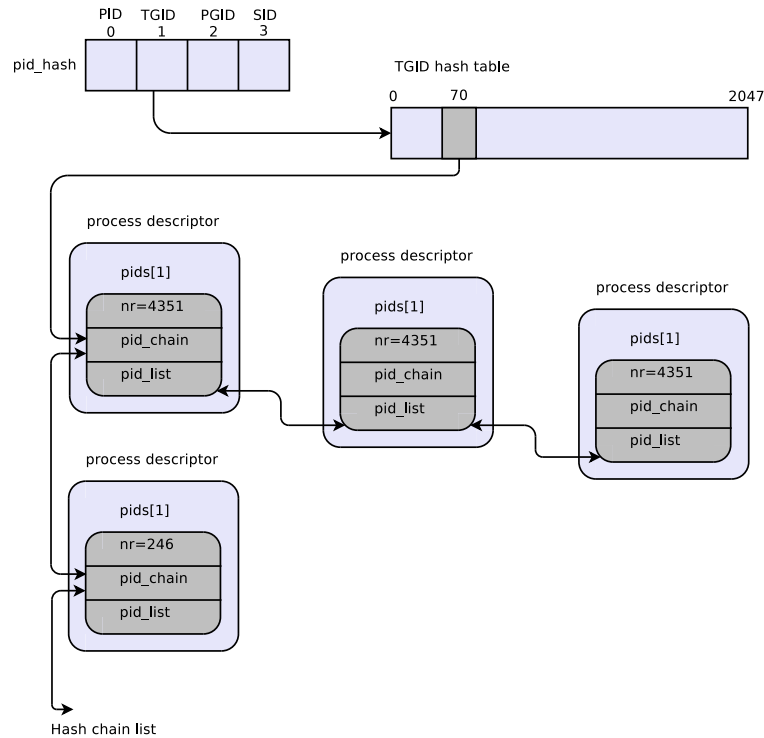 PID TGID PGID SID
0 1 2 3
pid_hash
TGID hash table
0 70 2047
process descriptor
pids[1]
nr=4351
pid_chain
pid_list
process descriptor
pids[1]
nr=4351
pid_chain
pid_list
process descriptor
pids[1]
nr=4351
pid_chain
pid_list
process descriptor
pids[1]
nr=246
pid_chain
pid_list
Hash chain list